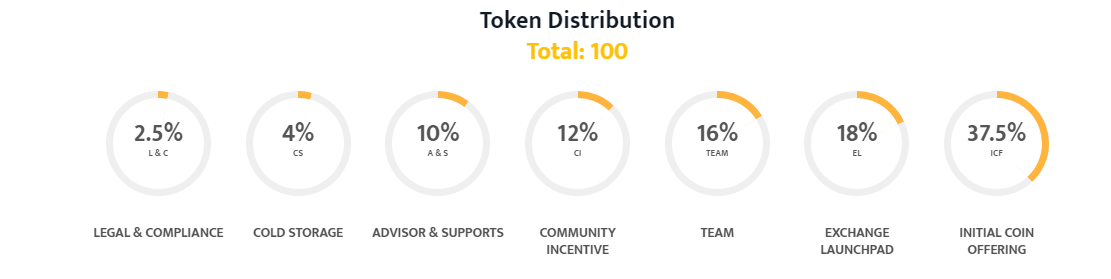 Token Distribution
Total: 100
2.5%
L & C
4%
CS
10%
A & S
12%
CI
16%
TEAM
18%
EL
37.5%
ICF
LEGAL & COMPLIANCE
COLD STORAGE
ADVISOR & SUPPORTS
COMMUNITY
INCENTIVE
TEAM
EXCHANGE
LAUNCHPAD
INITIAL COIN
OFFERING